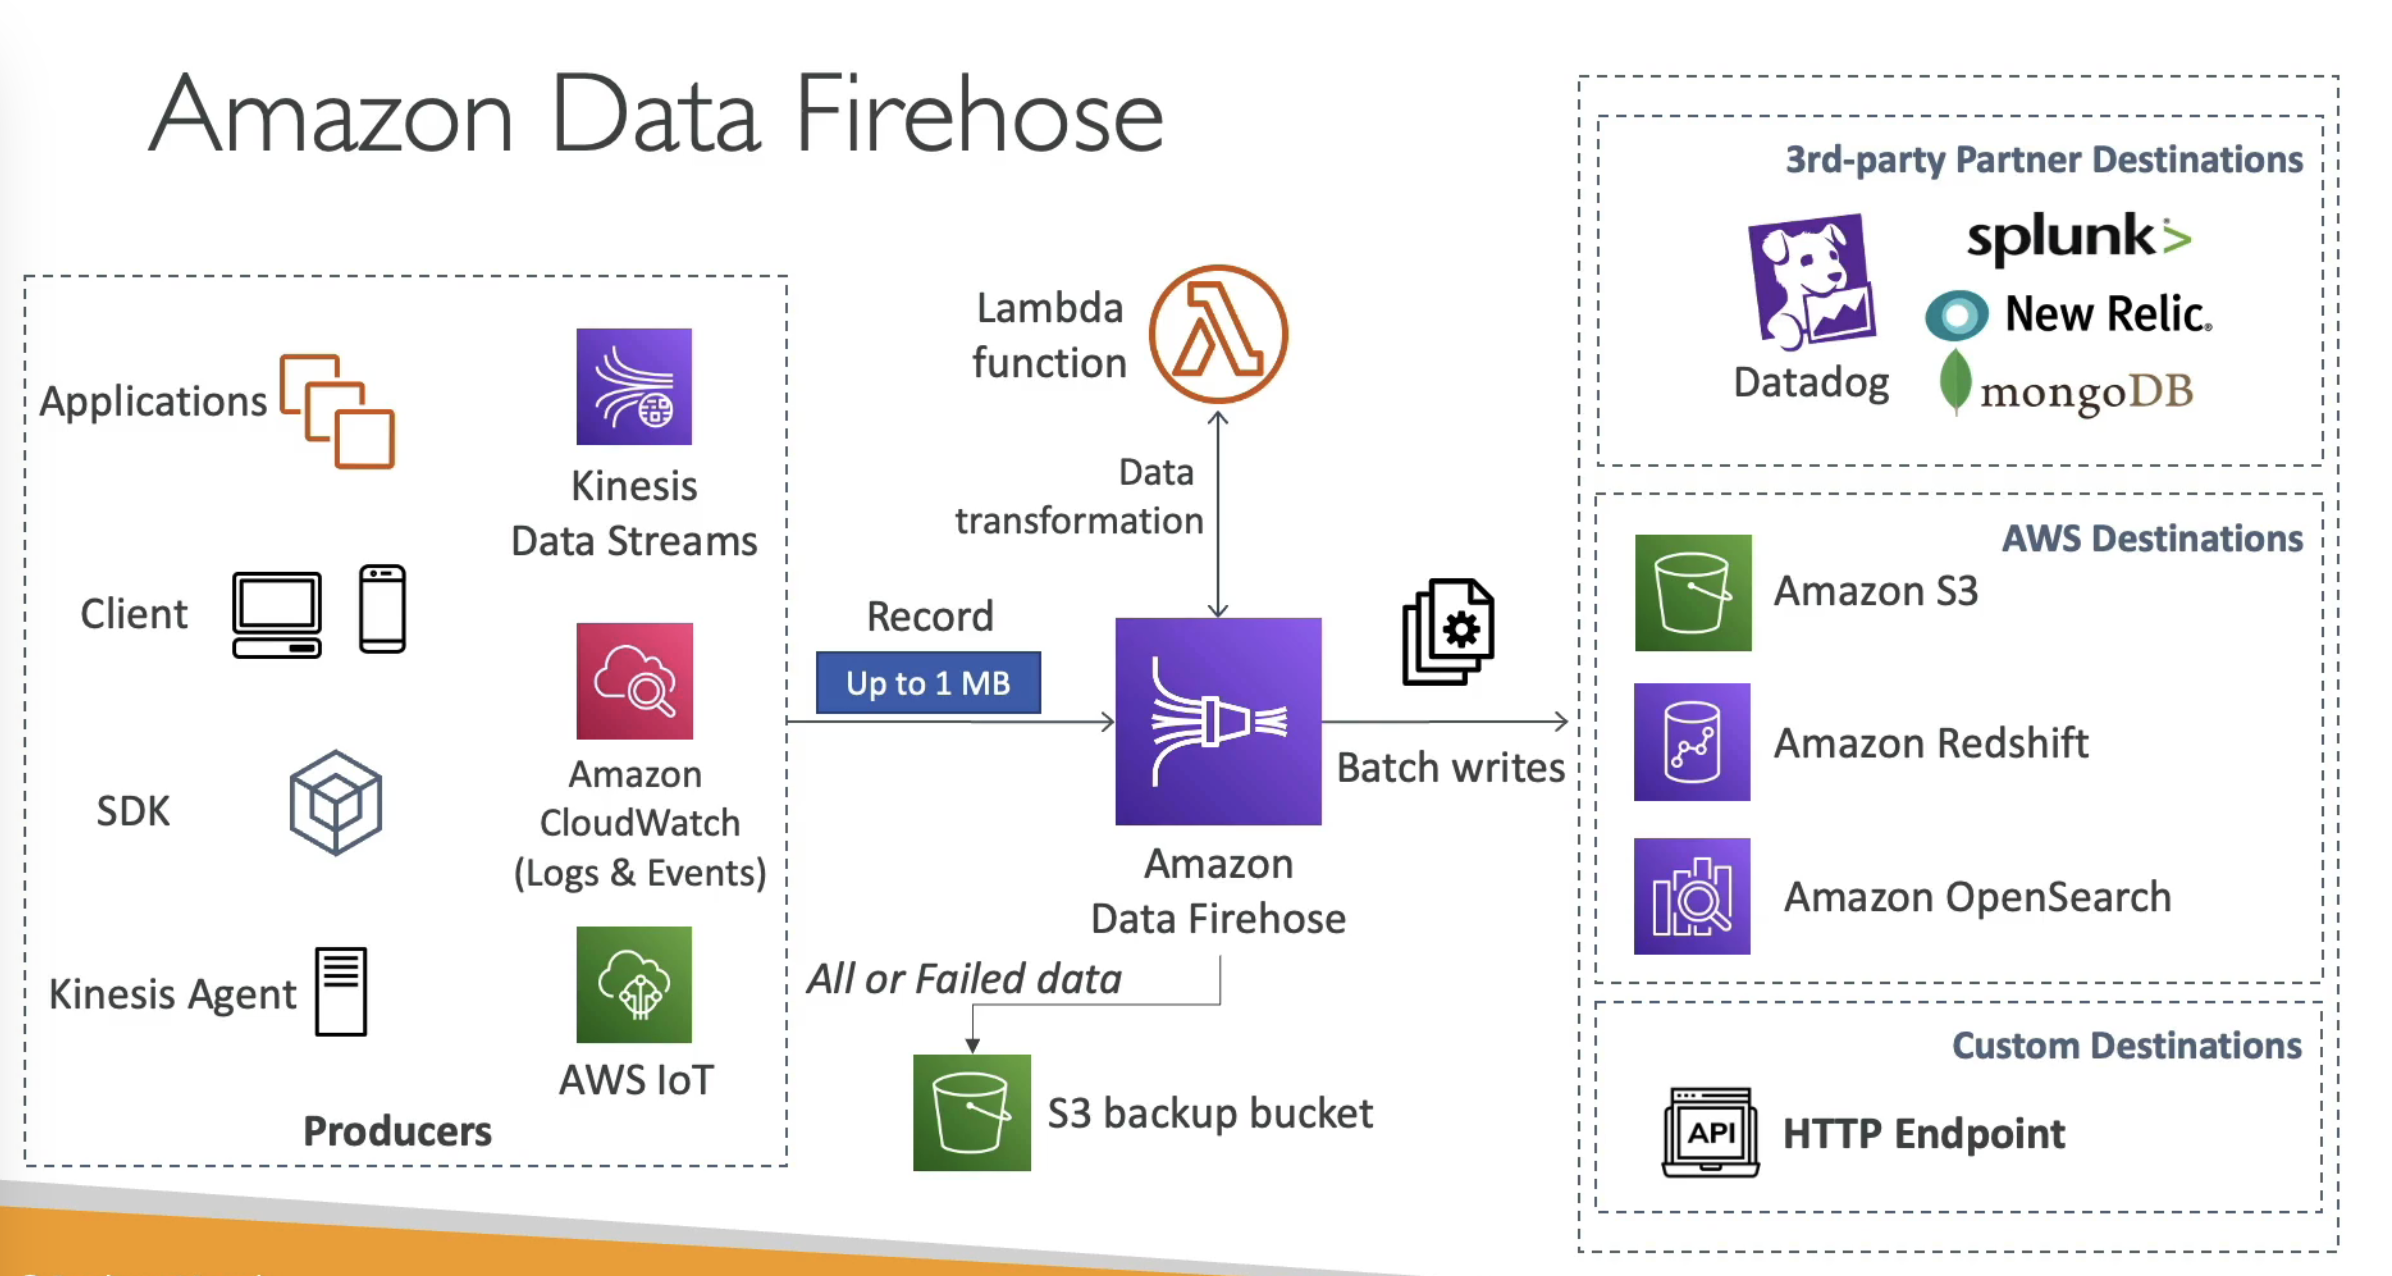 Amazon Data Firehose
Applications
Kinesis
Data Streams
Client
SDK
Amazon
CloudWatch
(Logs & Events)
Kinesis Agent
AWS IoT
Producers
Lambda
function
Data
transformation
Record
Up to 1 MB
Amazon
Data Firehose
Batch writes
All or Failed data
S3 backup bucket
3rd-party Partner Destinations
Datadog
splunk>
New Relic®
mongoDB
AWS Destinations
Amazon S3
Amazon Redshift
Amazon OpenSearch
Custom Destinations
API
HTTP Endpoint